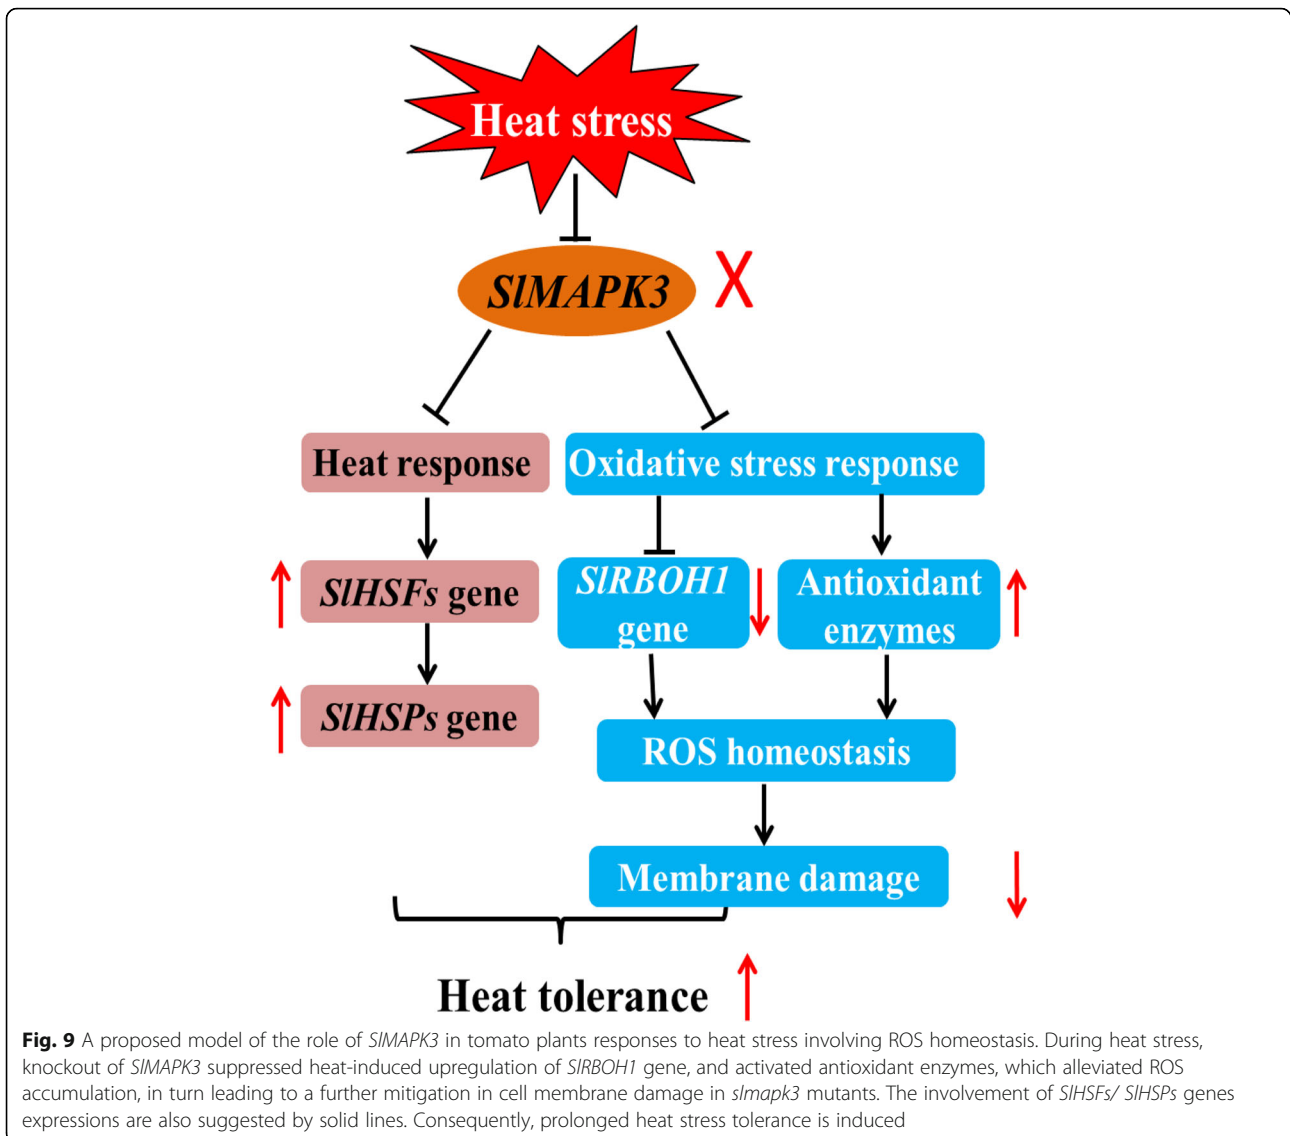 Heat stress
SlMAPK3
X
Heat response
Oxidative stress response
SlHSFs gene
SlRBOH1
gene
Antioxidant
enzymes
SlHSPs gene
ROS homeostasis
Membrane damage
Heat tolerance
Fig. 9 A proposed model of the role of SlMAPK3 in tomato plants responses to heat stress involving ROS homeostasis. During heat stress,
knockout of SlMAPK3 suppressed heat-induced upregulation of SlRBOH1 gene, and activated antioxidant enzymes, which alleviated ROS
accumulation, in turn leading to a further mitigation in cell membrane damage in slmapk3 mutants. The involvement of SlHSFs/ SlHSPs genes
expressions are also suggested by solid lines. Consequently, prolonged heat stress tolerance is induced